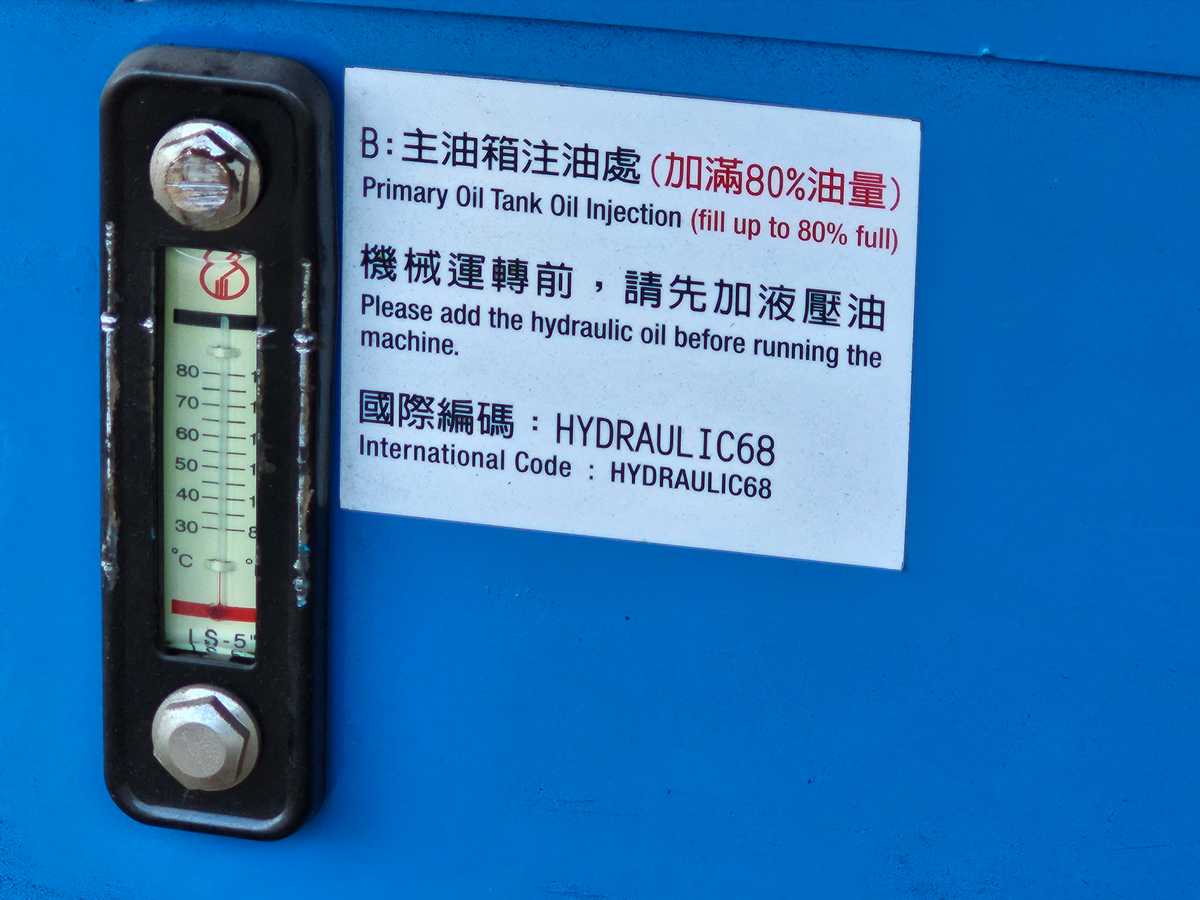 B:主油箱注油處(加滿80%油量)
Primary Oil Tank Oil Injection (fill up to 80% full)
機械運轉前，請先加液壓油
Please add the hydraulic oil before running the
machine.
國際編碼：HYDRAULIC68
International Code : HYDRAULIC68
80
70
60
50
40
30
°C
LS-5"